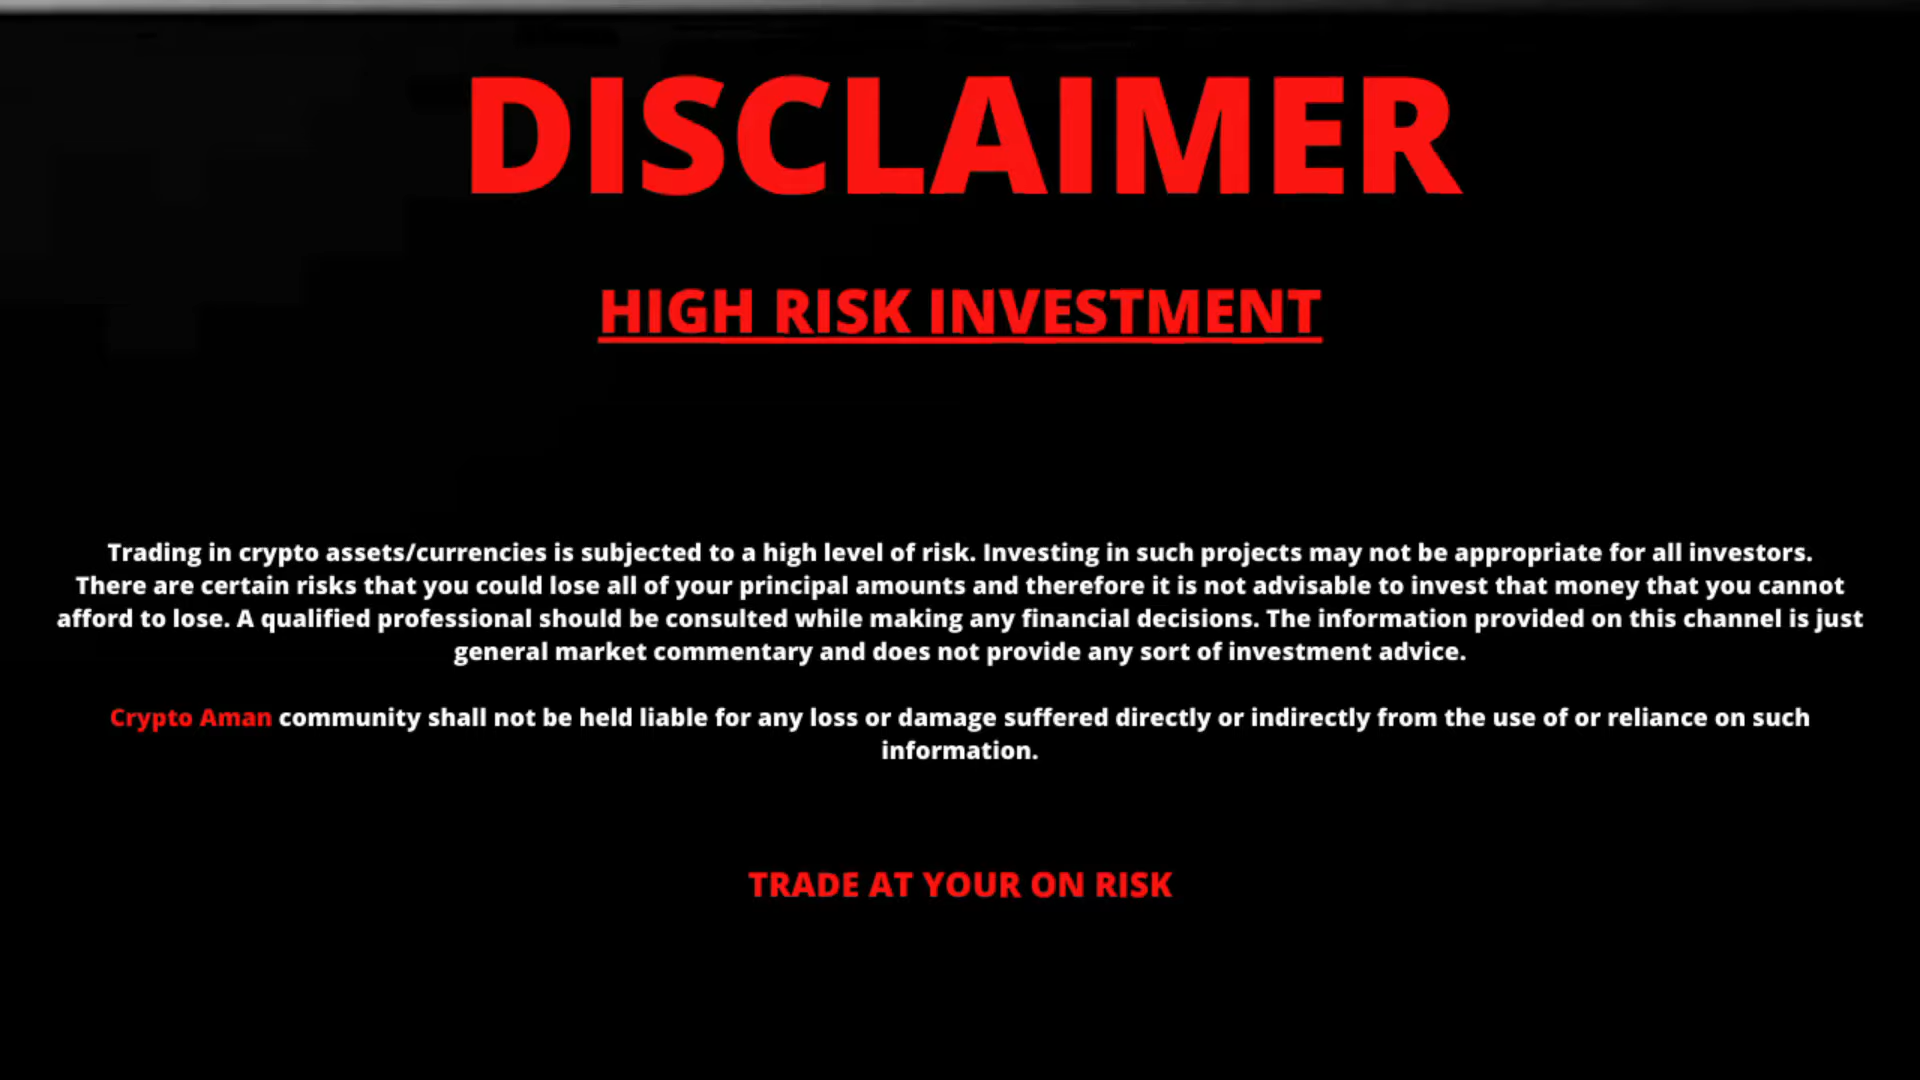 DISCLAIMER
HIGH RISK INVESTMENT
Trading in crypto assets/currencies is subjected to a high level of risk. Investing in such projects may not be appropriate for all investors.
There are certain risks that you could lose all of your principal amounts and therefore it is not advisable to invest that money that you cannot
afford to lose. A qualified professional should be consulted while making any financial decisions. The information provided on this channel is just
general market commentary and does not provide any sort of investment advice.
Crypto Aman community shall not be held liable for any loss or damage suffered directly or indirectly from the use of or reliance on such
information.
TRADE AT YOUR ON RISK